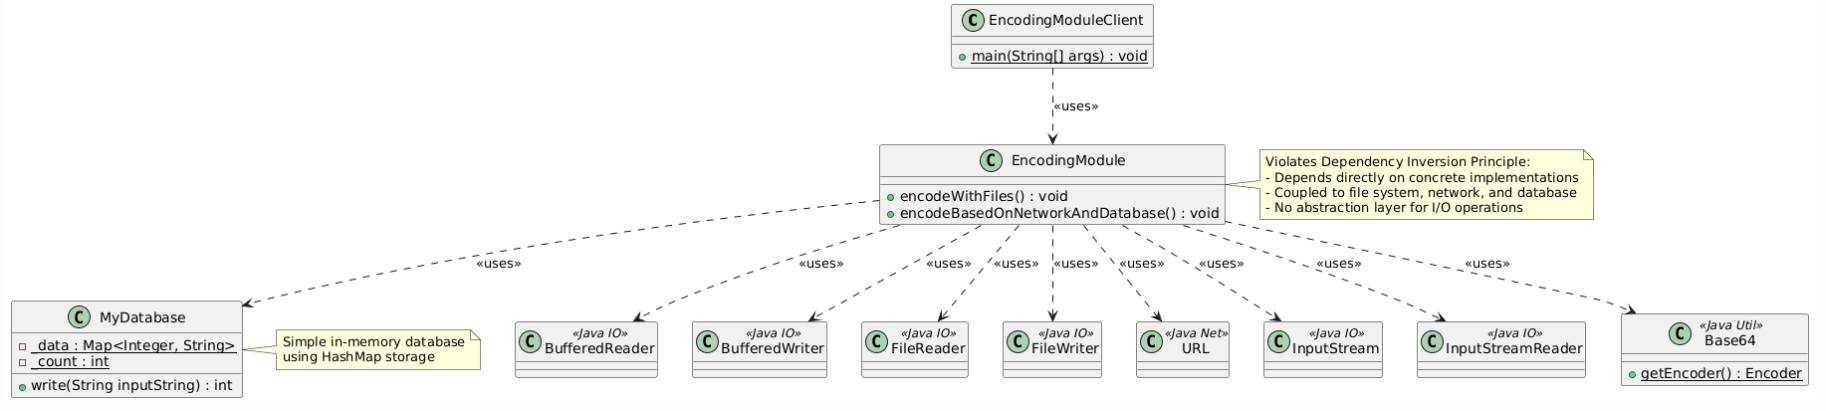 C EncodingModuleClient
main(String[] args) : void
«uses»
C EncodingModule
encodeWithFiles() : void
encodeBasedOnNetworkAndDatabase() : void
Violates Dependency Inversion Principle:
- Depends directly on concrete implementations
- Coupled to file system, network, and database
- No abstraction layer for I/O operations
«uses»
«uses»
«uses»
«uses»
«uses»
«uses»
«uses»
«uses»
«uses»
C MyDatabase
_data : Map<Integer, String>
_count : int
write(String inputString) : int
Simple in-memory database
using HashMap storage
C «Java IO»
BufferedReader
C «Java IO»
BufferedWriter
C «Java IO»
FileReader
C «Java IO»
FileWriter
C «Java Net»
URL
C «Java IO»
InputStream
C «Java IO»
InputStreamReader
C «Java Util»
Base64
getEncoder() : Encoder